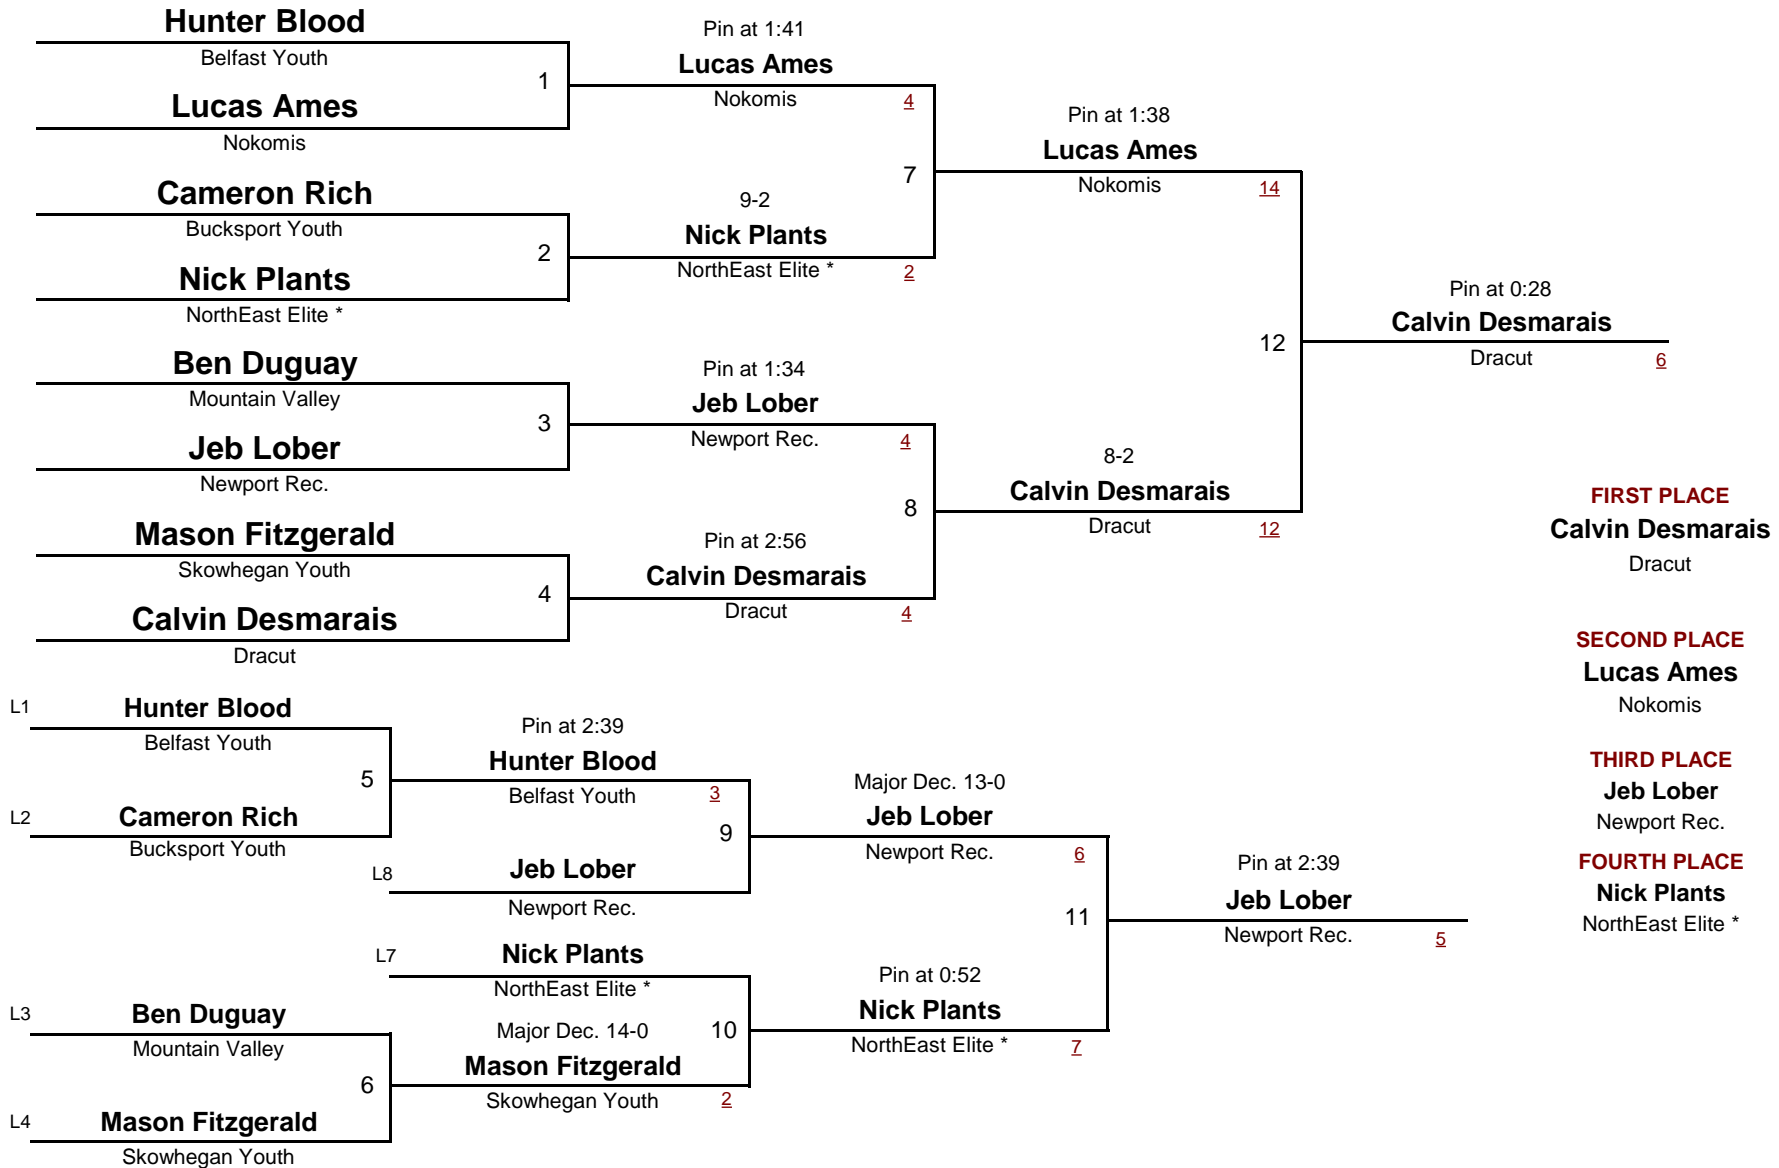 Hunter Blood
Belfast Youth
1
Lucas Ames
Nokomis
Cameron Rich
Bucksport Youth
2
Nick Plants
NorthEast Elite *
Ben Duguay
Mountain Valley
3
Jeb Lober
Newport Rec.
Mason Fitzgerald
Skowhegan Youth
4
Calvin Desmarais
Dracut
Pin at 1:41
Lucas Ames
Nokomis 4
7
9-2
Nick Plants
NorthEast Elite * 2
Pin at 1:34
Jeb Lober
Newport Rec. 4
8
Pin at 2:56
Calvin Desmarais
Dracut 4
Pin at 1:38
Lucas Ames
Nokomis 14
12
8-2
Calvin Desmarais
Dracut 12
Pin at 0:28
Calvin Desmarais
Dracut 6
FIRST PLACE
Calvin Desmarais
Dracut
SECOND PLACE
Lucas Ames
Nokomis
THIRD PLACE
Jeb Lober
Newport Rec.
FOURTH PLACE
Nick Plants
NorthEast Elite *
L1 Hunter Blood
Belfast Youth
5
L2 Cameron Rich
Bucksport Youth
L3 Ben Duguay
Mountain Valley
6
L4 Mason Fitzgerald
Skowhegan Youth
Pin at 2:39
Hunter Blood
Belfast Youth 3
9
L8 Jeb Lober
Newport Rec.
L7 Nick Plants
NorthEast Elite *
Major Dec. 14-0 10
Mason Fitzgerald
Skowhegan Youth 2
Major Dec. 13-0
Jeb Lober
Newport Rec. 6
11
Pin at 0:52
Nick Plants
NorthEast Elite * 7
Pin at 2:39
Jeb Lober
Newport Rec. 5